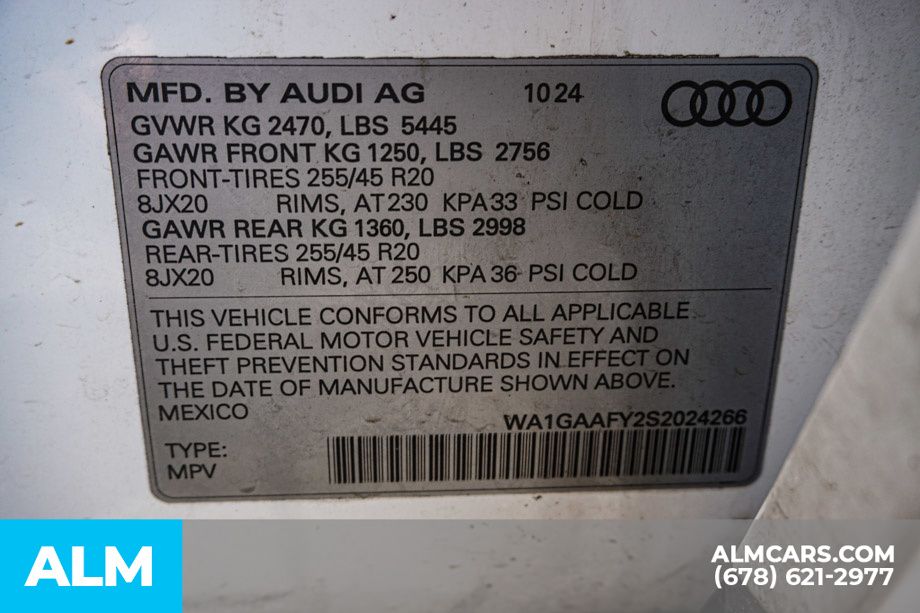 MFD. BY AUDI AG 10 24
GVWR KG 2470, LBS 5445
GAWR FRONT KG 1250, LBS 2756
FRONT-TIRES 255/45 R20
8JX20 RIMS, AT 230 KPA 33 PSI COLD
GAWR REAR KG 1360, LBS 2998
REAR-TIRES 255/45 R20
8JX20 RIMS, AT 250 KPA 36 PSI COLD
THIS VEHICLE CONFORMS TO ALL APPLICABLE
U.S. FEDERAL MOTOR VEHICLE SAFETY AND
THEFT PREVENTION STANDARDS IN EFFECT ON
THE DATE OF MANUFACTURE SHOWN ABOVE.
MEXICO
WA1GAAFY2S2024266
TYPE:
MPV
ALM
ALMCARS.COM
(678) 621-2977